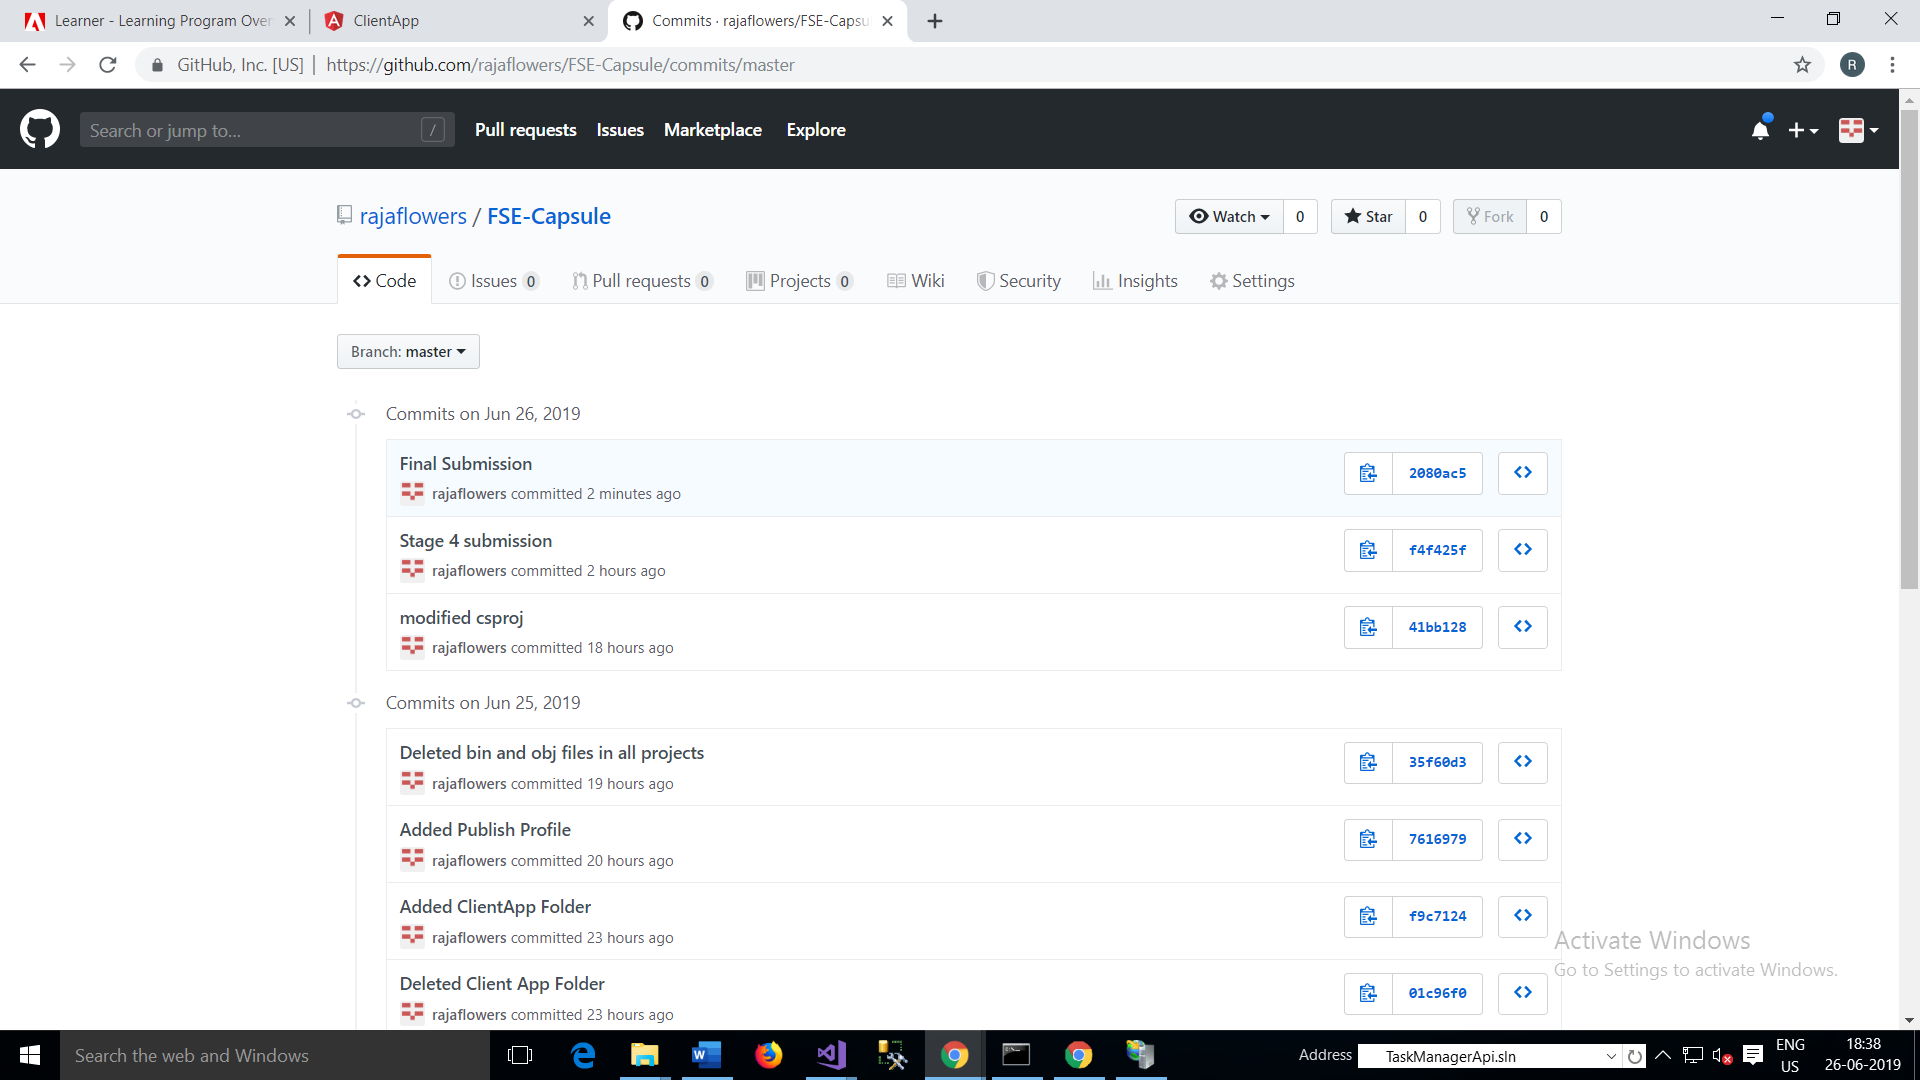 Learner - Learning Program Over
ClientApp
Commits · rajaflowers/FSE-Capsu
GitHub, Inc. [US] | https://github.com/rajaflowers/FSE-Capsule/commits/master
R
Search or jump to... /
Pull requests Issues Marketplace Explore
rajaflowers / FSE-Capsule
Watch 0 Star 0 Fork 0
Code Issues 0 Pull requests 0 Projects 0 Wiki Security Insights Settings
Branch: master
Commits on Jun 26, 2019
Final Submission
rajaflowers committed 2 minutes ago
2080ac5
Stage 4 submission
rajaflowers committed 2 hours ago
f4f425f
modified csproj
rajaflowers committed 18 hours ago
41bb128
Commits on Jun 25, 2019
Deleted bin and obj files in all projects
rajaflowers committed 19 hours ago
35f60d3
Added Publish Profile
rajaflowers committed 20 hours ago
7616979
Added ClientApp Folder
rajaflowers committed 23 hours ago
f9c7124
Deleted Client App Folder
rajaflowers committed 23 hours ago
01c96f0
Activate Windows
Go to Settings to activate Windows.
Search the web and Windows
Address TaskManagerApi.sln
ENG
US
18:38
26-06-2019